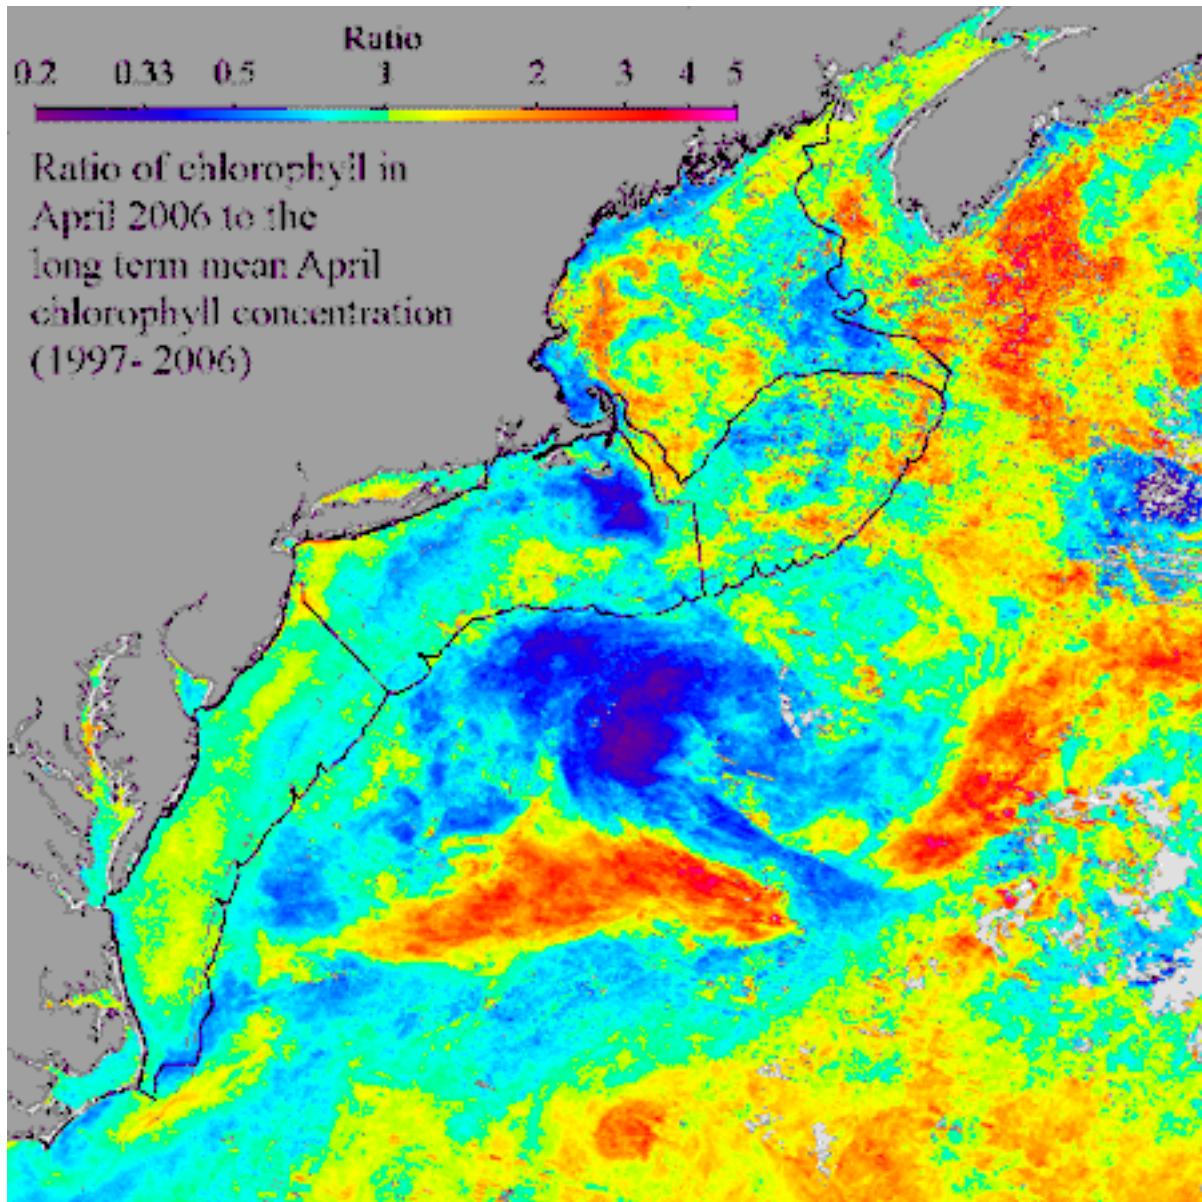 Ratio
0.2 0.33 0.5 1 2 3 4 5
Ratio of chlorophyll in
April 2006 to the
long term mean April
chlorophyll concentration
(1997- 2006)